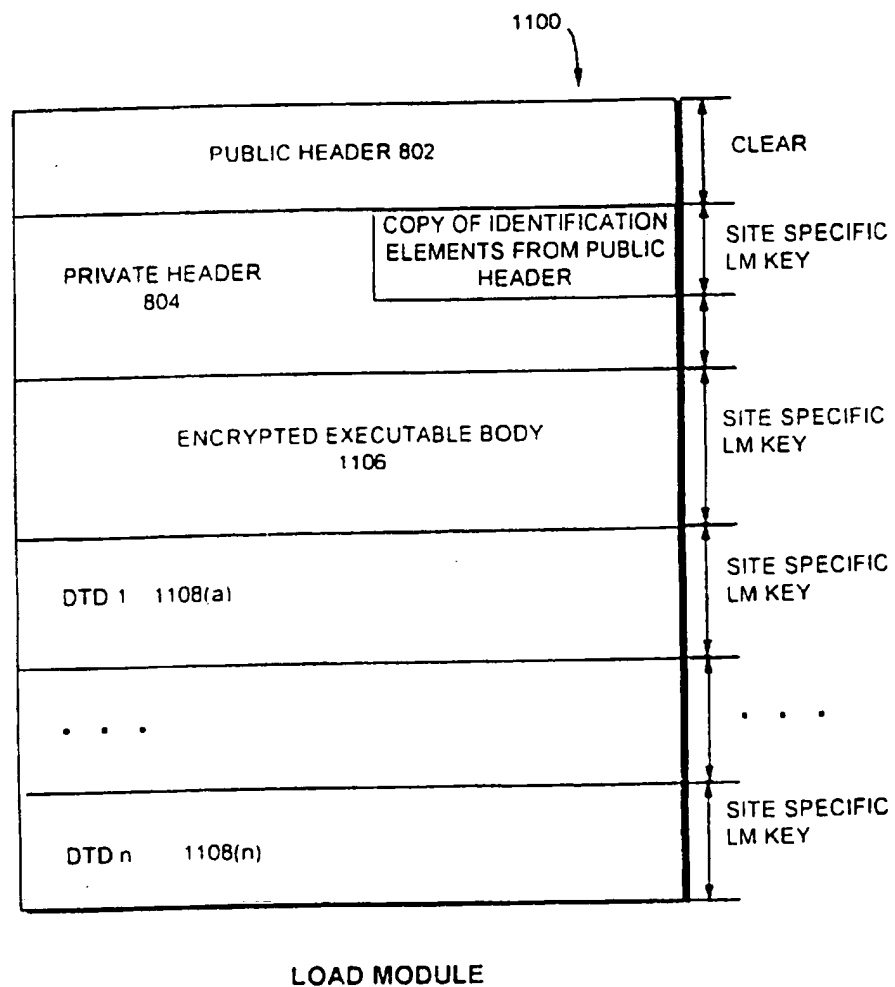 1100
PUBLIC HEADER 802
CLEAR
COPY OF IDENTIFICATION
ELEMENTS FROM PUBLIC
HEADER
SITE SPECIFIC
LM KEY
PRIVATE HEADER
804
ENCRYPTED EXECUTABLE BODY
1106
SITE SPECIFIC
LM KEY
DTD 1 1108(a)
SITE SPECIFIC
LM KEY
. . .
. . .
DTD n 1108(n)
SITE SPECIFIC
LM KEY
LOAD MODULE